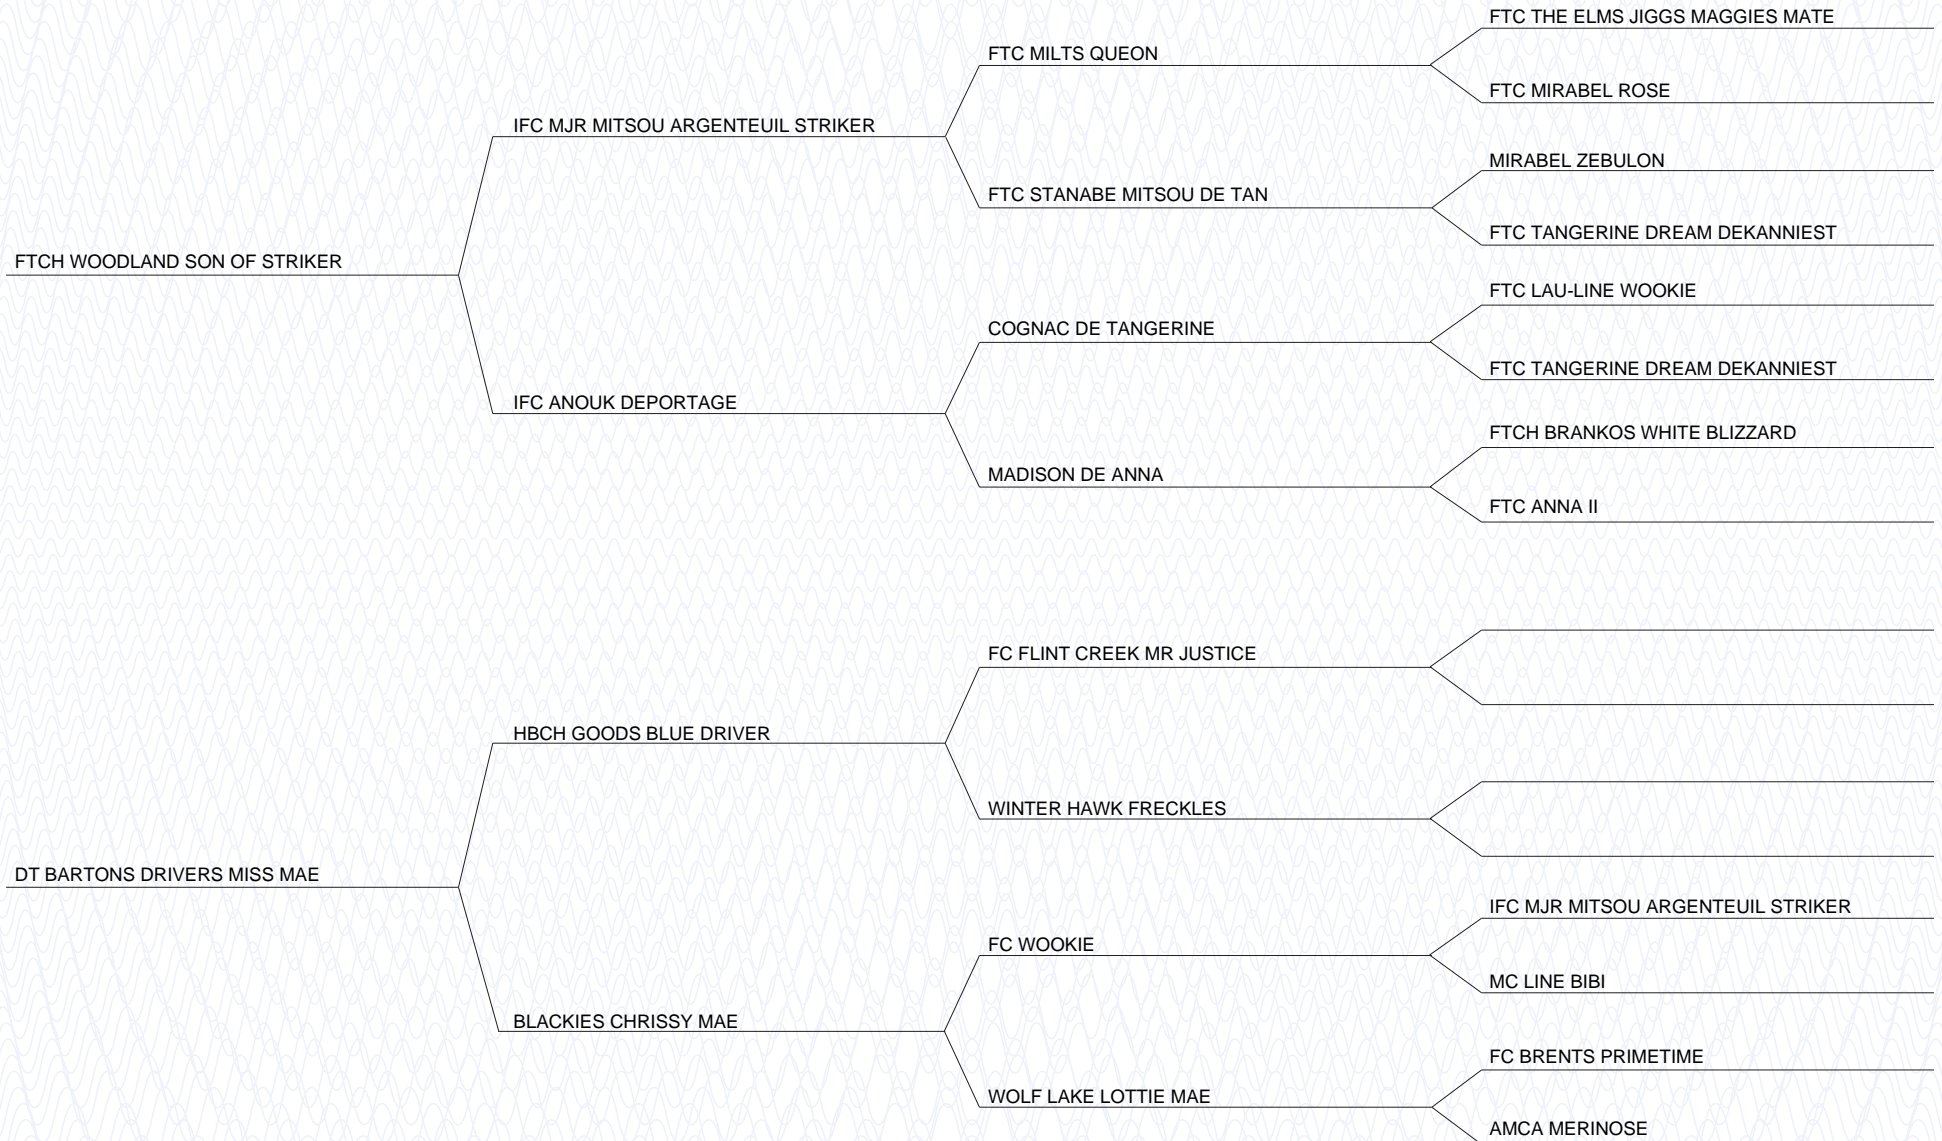 FTC THE ELMS JIGGS MAGGIES MATE
FTC MILTS QUEON
FTC MIRABEL ROSE
IFC MJR MITSOU ARGENTEUIL STRIKER
MIRABEL ZEBULON
FTC STANABE MITSOU DE TAN
FTC TANGERINE DREAM DEKANNIEST
FTCH WOODLAND SON OF STRIKER
FTC LAU-LINE WOOKIE
COGNAC DE TANGERINE
FTC TANGERINE DREAM DEKANNIEST
IFC ANOUK DEPORTAGE
FTCH BRANKOS WHITE BLIZZARD
MADISON DE ANNA
FTC ANNA II
FC FLINT CREEK MR JUSTICE
HBCH GOODS BLUE DRIVER
WINTER HAWK FRECKLES
DT BARTONS DRIVERS MISS MAE
IFC MJR MITSOU ARGENTEUIL STRIKER
FC WOOKIE
MC LINE BIBI
BLACKIES CHRISSY MAE
FC BRENTS PRIMETIME
WOLF LAKE LOTTIE MAE
AMCA MERINOSE